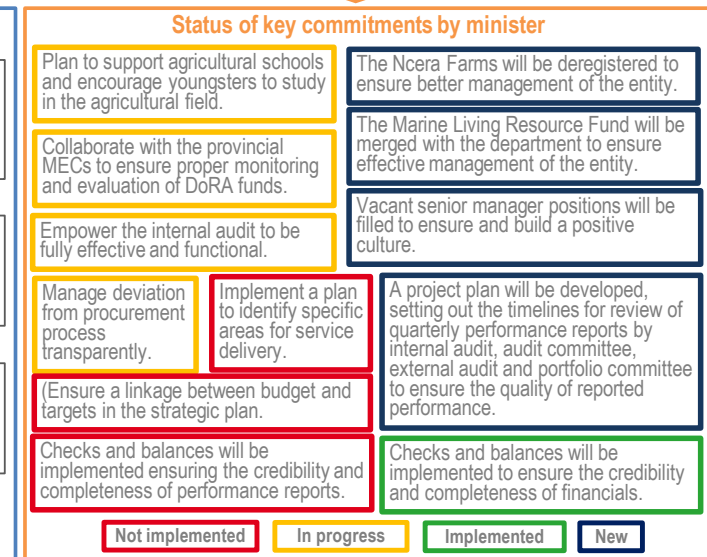 Status of key commitments by minister
Plan to support agricultural schools
and encourage youngsters to study
in the agricultural field.
Collaborate with the provincial
MECs to ensure proper monitoring
and evaluation of DoRA funds.
Empower the internal audit to be
fully effective and functional.
Manage deviation
from procurement
process
transparently.
Implement a plan
to identify specific
areas for service
delivery.
(Ensure a linkage between budget and
targets in the strategic plan.
Checks and balances will be
implemented ensuring the credibility and
completeness of performance reports.
The Ncera Farms will be deregistered to
ensure better management of the entity.
The Marine Living Resource Fund will be
merged with the department to ensure
effective management of the entity.
Vacant senior manager positions will be
filled to ensure and build a positive
culture.
A project plan will be developed,
setting out the timelines for review of
quarterly performance reports by
internal audit, audit committee,
external audit and portfolio committee
to ensure the quality of reported
performance.
Checks and balances will be
implemented to ensure the credibility
and completeness of financials.
Not implemented
In progress
Implemented
New